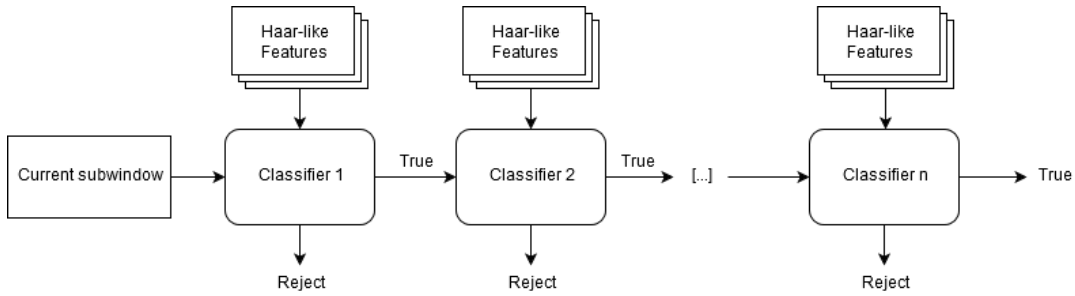 Haar-like
Features
Haar-like
Features
Haar-like
Features
Current subwindow
Classifier 1
True
Classifier 2
True
[...]
Classifier n
True
Reject
Reject
Reject